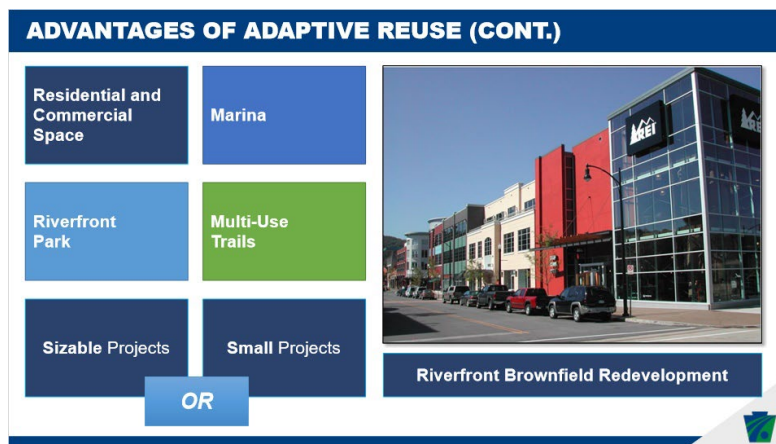 ADVANTAGES OF ADAPTIVE REUSE (CONT.)
Residential and
Commercial
Space
Marina
Riverfront
Park
Multi-Use
Trails
Sizable Projects
Small Projects
OR
REI
REI
Riverfront Brownfield Redevelopment